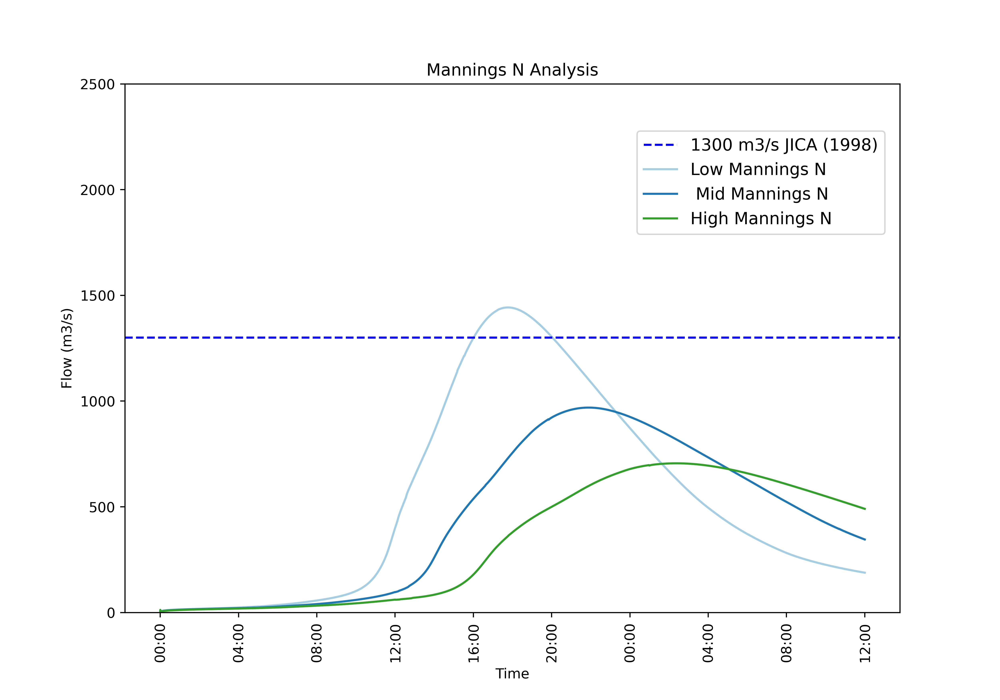 Mannings N Analysis
2500
2000
1500
1000
500
0
Flow (m3/s)
1300 m3/s JICA (1998)
Low Mannings N
Mid Mannings N
High Mannings N
00:00
04:00
08:00
12:00
16:00
20:00
00:00
04:00
08:00
12:00
Time